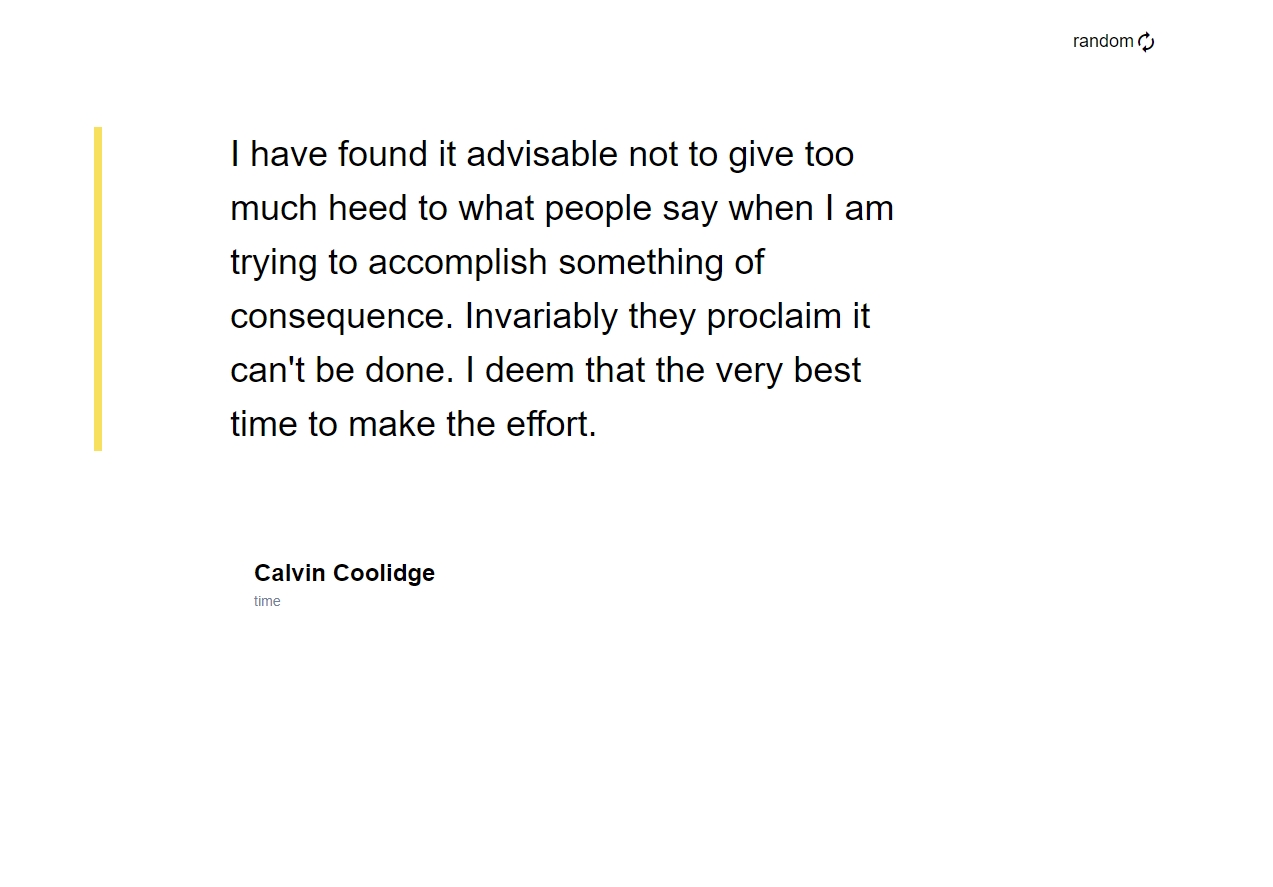 random
I have found it advisable not to give too
much heed to what people say when I am
trying to accomplish something of
consequence. Invariably they proclaim it
can't be done. I deem that the very best
time to make the effort.
Calvin Coolidge
time